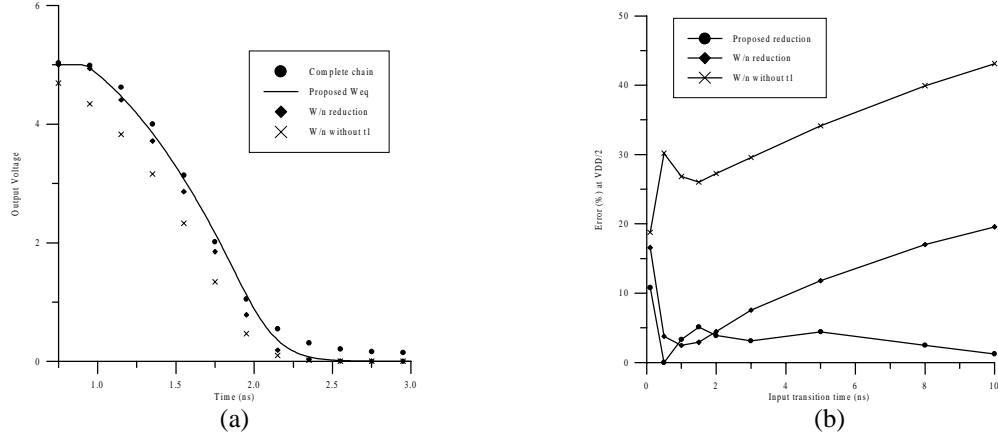 6
4
2
0
Output Voltage
1.0 1.5 2.0 2.5 3.0
Time (ns)
Complete chain
Proposed Weq
W/n reduction
W/n without t1
(a)
50
40
30
20
10
0
Error (%) at VDD/2
0 2 4 6 8 10
Input transition time (ns)
Proposed reduction
W/n reduction
W/n without t1
(b)